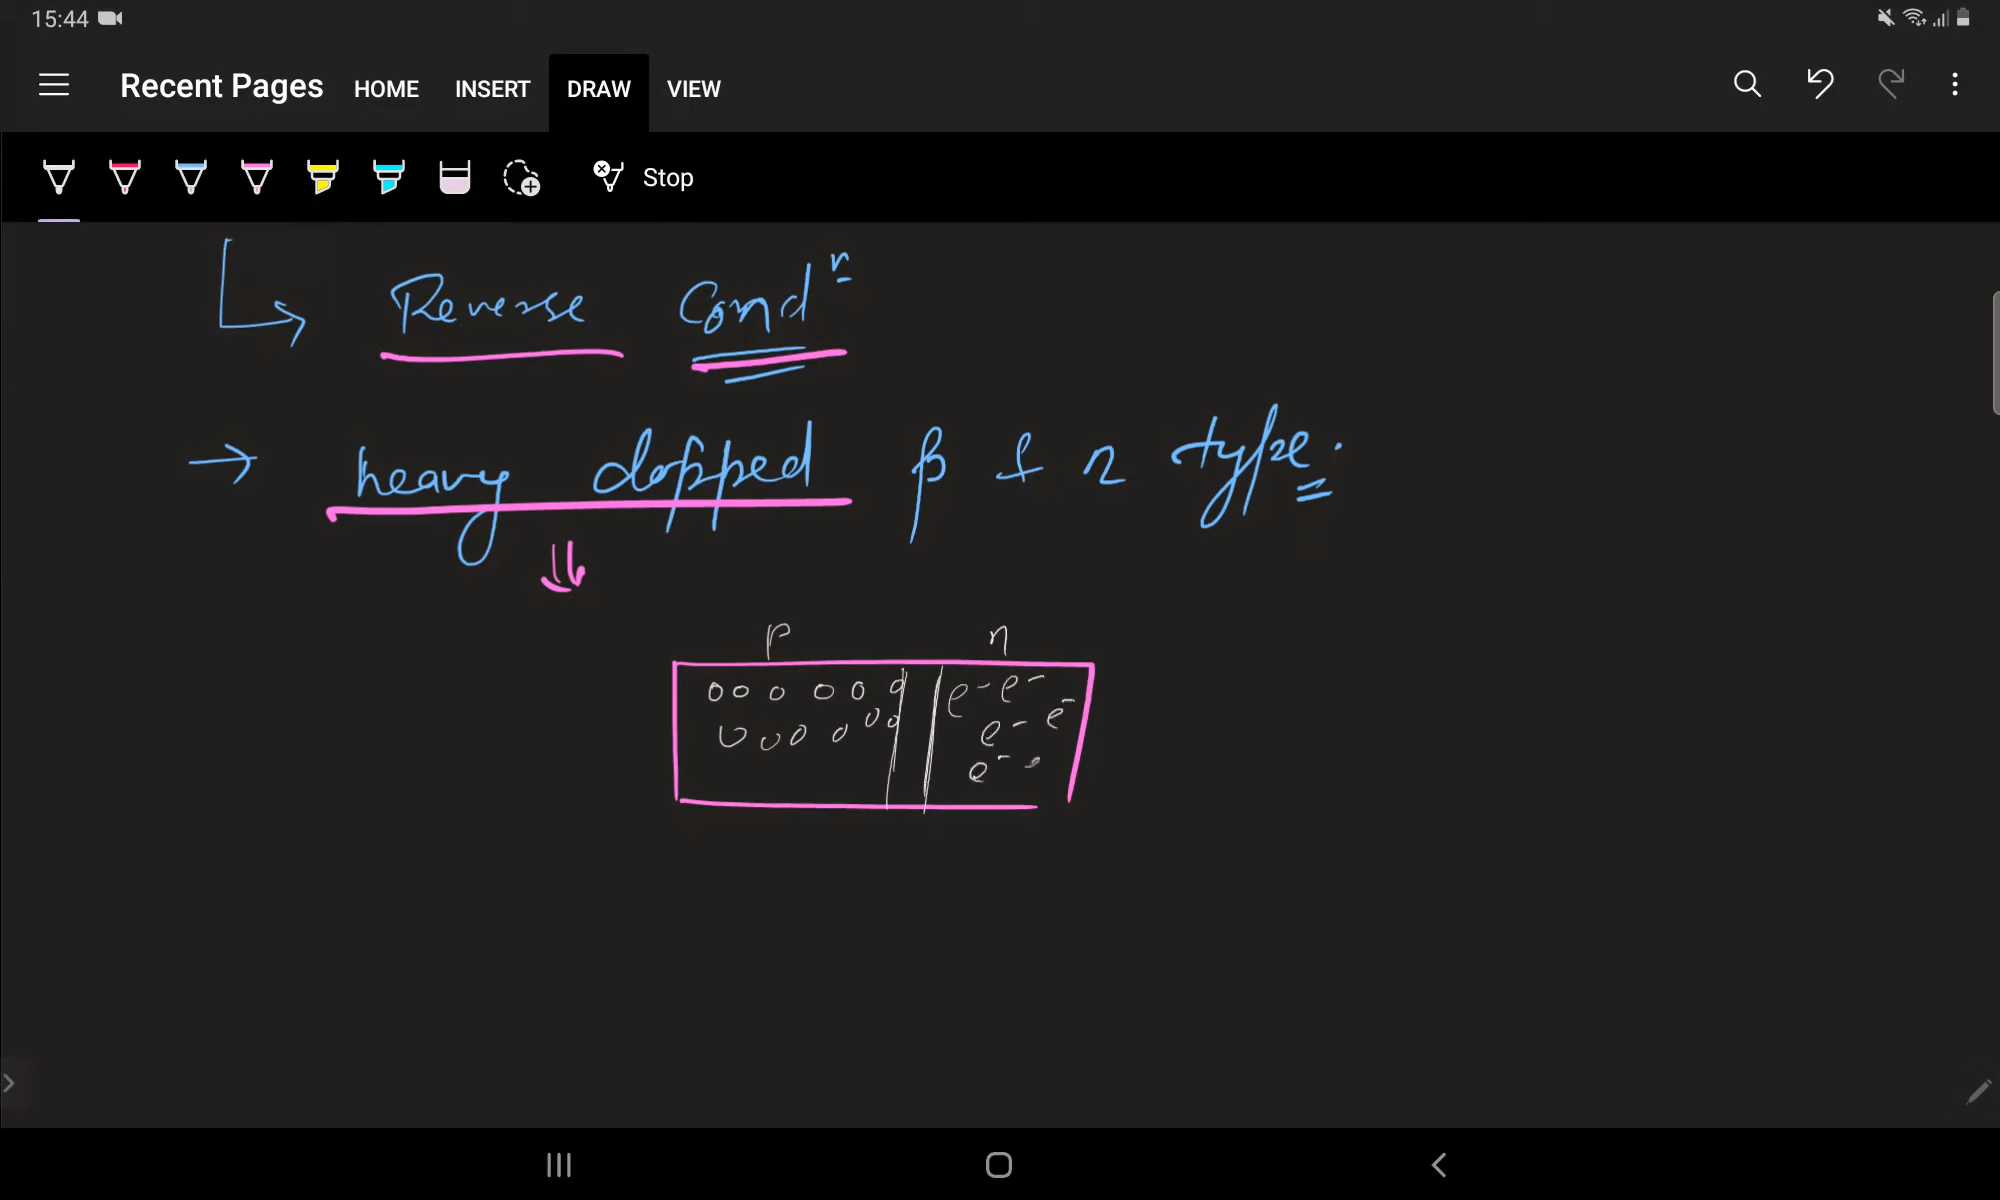 15:44
Recent Pages HOME INSERT DRAW VIEW
Stop
Reverse Condn
→ heavy dopped p & n type.
p n
o o o o o o e- e-
o o o o o o e- e-
e-